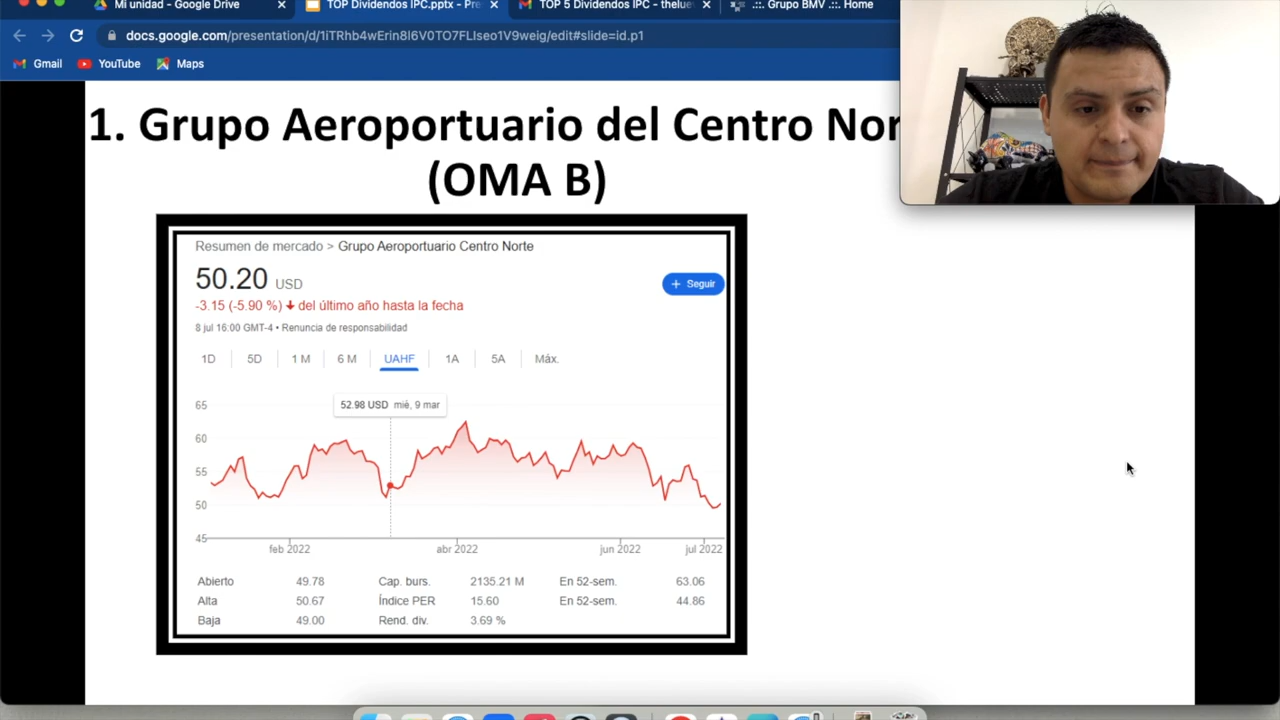 Mi unidad - Google Drive
TOP Dividendos IPC.pptx - Pre
TOP 5 Dividendos IPC - thelue
.::. Grupo BMV .::. Home
docs.google.com/presentation/d/1iTRhb4wErin8I6V0TO7FLIseo1V9weig/edit#slide=id.p1
Gmail
YouTube
Maps
1. Grupo Aeroportuario del Centro Nor
(OMA B)
Resumen de mercado > Grupo Aeroportuario Centro Norte
50.20 USD
+ Seguir
-3.15 (-5.90 %) ↓ del último año hasta la fecha
8 jul 16:00 GMT-4 • Renuncia de responsabilidad
1D 5D 1 M 6 M UAHF 1A 5A Máx.
52.98 USD mié, 9 mar
65
60
55
50
45
feb 2022 abr 2022 jun 2022 jul 2022
Abierto 49.78 Cap. burs. 2135.21 M En 52-sem. 63.06
Alta 50.67 Índice PER 15.60 En 52-sem. 44.86
Baja 49.00 Rend. div. 3.69 %